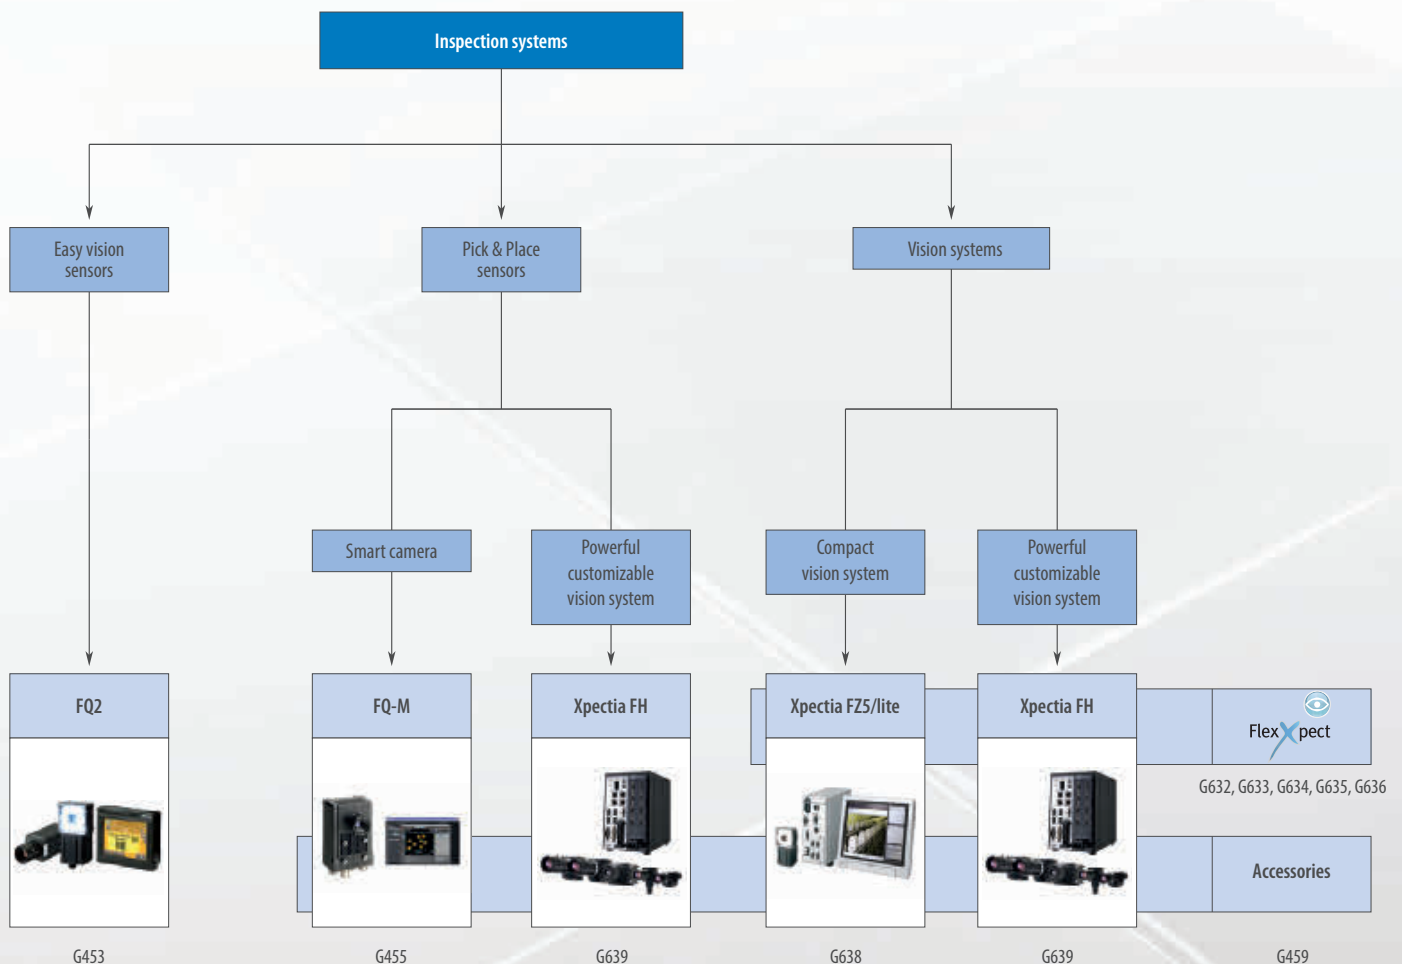 Inspection systems
Easy vision
sensors
Pick & Place
sensors
Vision systems
Smart camera
Powerful
customizable
vision system
Compact
vision system
Powerful
customizable
vision system
FQ2
FQ-M
Xpectia FH
Xpectia FZ5/lite
Xpectia FH
FlexXpect
G632, G633, G634, G635, G636
Accessories
G453
G455
G639
G638
G639
G459